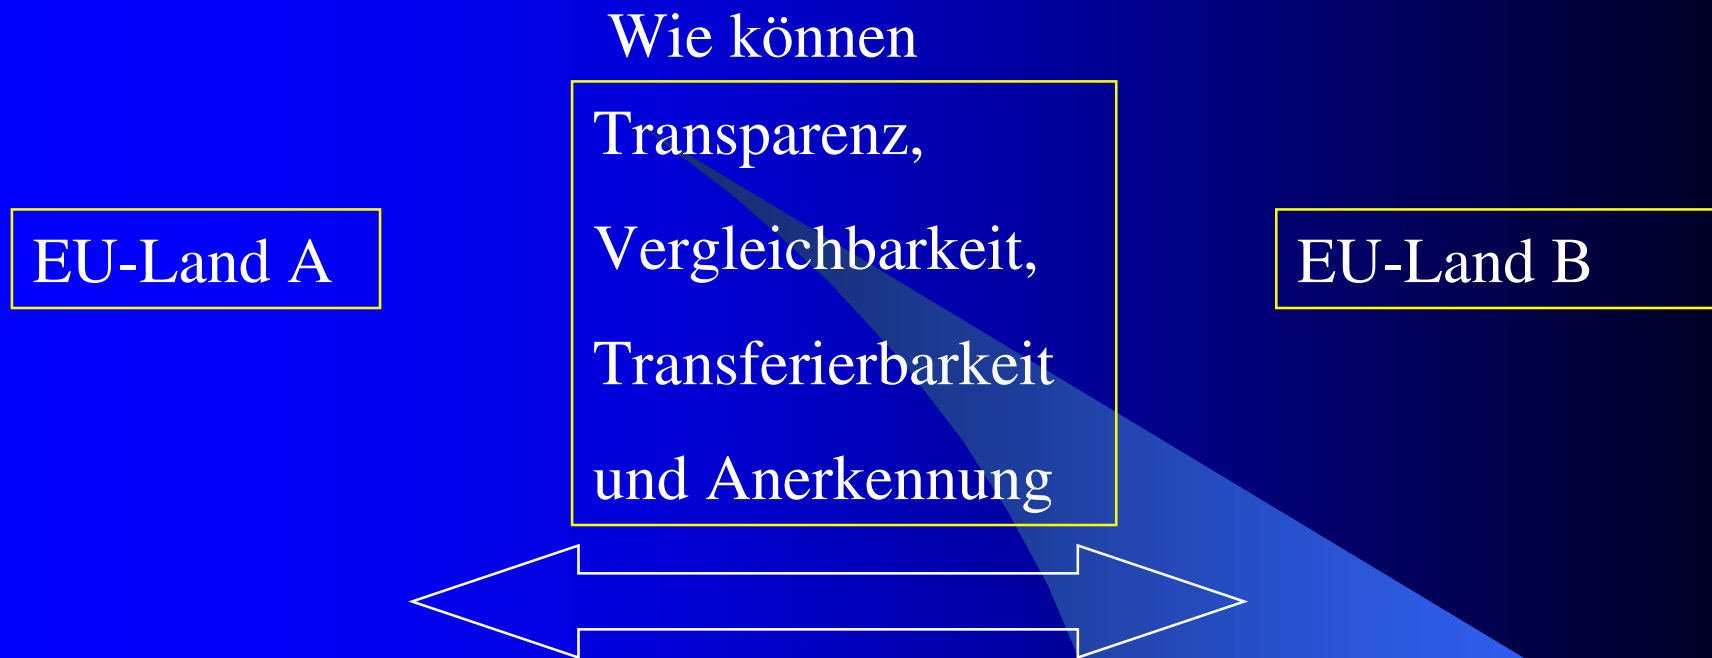 Wie können
Transparenz,
Vergleichbarkeit,
Transferierbarkeit
und Anerkennung
EU-Land A
EU-Land B